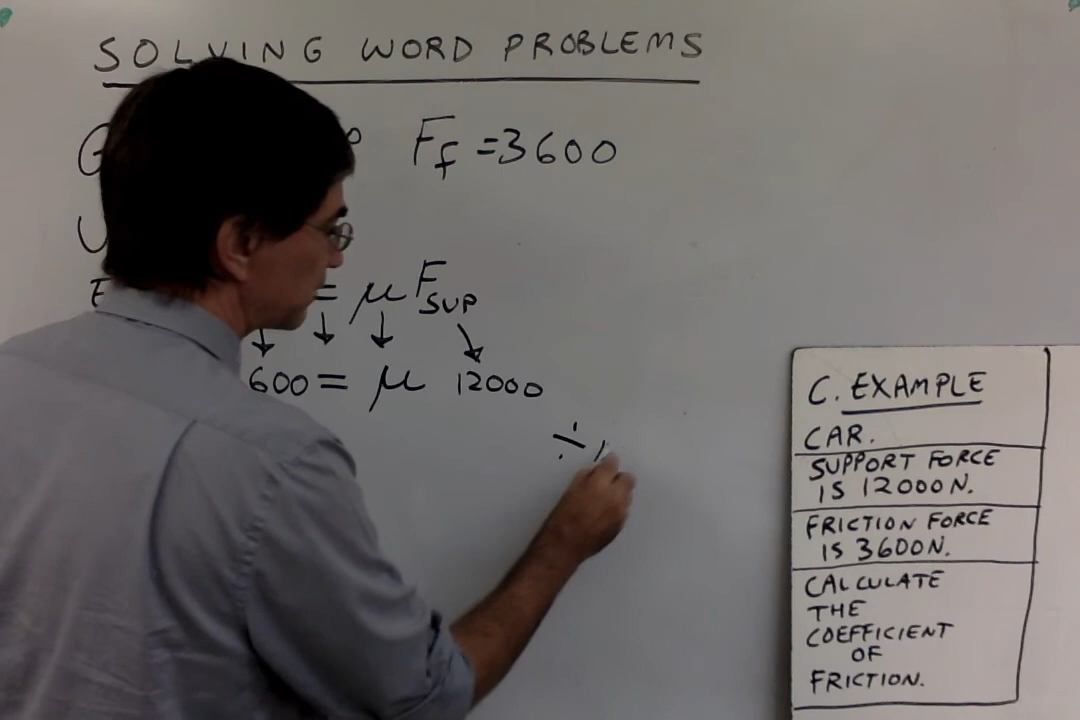 SOLVING WORD PROBLEMS
G 0 Ff = 3600
U
= μ FSUP
600 = μ 12000
÷
C. EXAMPLE
CAR.
SUPPORT FORCE
IS 12000N.
FRICTION FORCE
IS 3600N.
CALCULATE
THE
COEFFICIENT
OF
FRICTION.